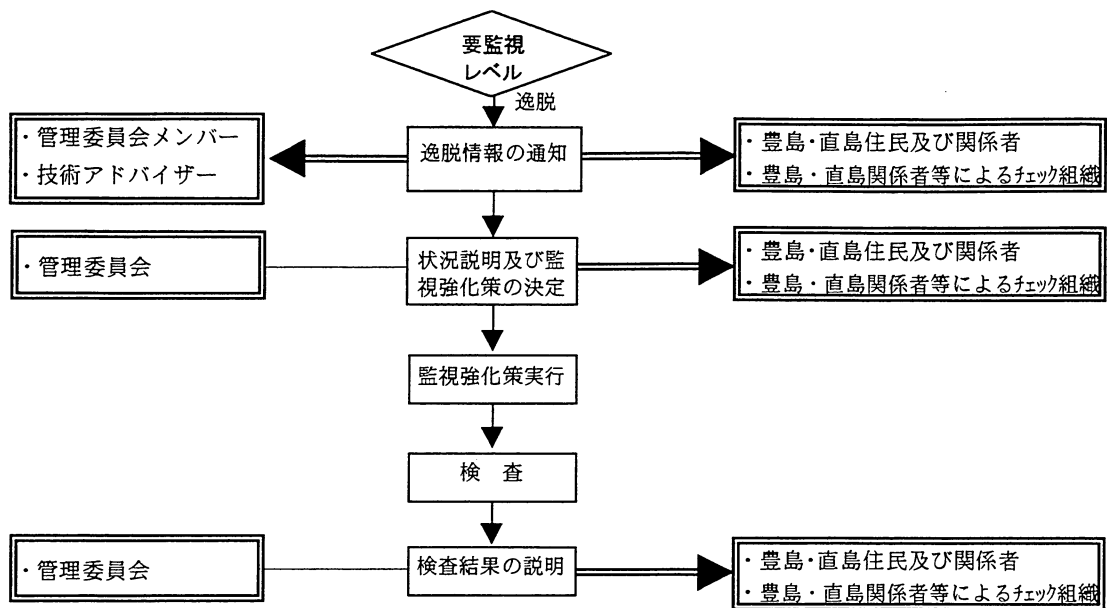 要監視
レベル
逸脱
・管理委員会メンバー
・技術アドバイザー
逸脱情報の通知
・豊島・直島住民及び関係者
・豊島・直島関係者等によるﾁｪｯｸ組織
・管理委員会
状況説明及び監
視強化策の決定
・豊島・直島住民及び関係者
・豊島・直島関係者等によるﾁｪｯｸ組織
監視強化策実行
検　査
・管理委員会
検査結果の説明
・豊島・直島住民及び関係者
・豊島・直島関係者等によるﾁｪｯｸ組織